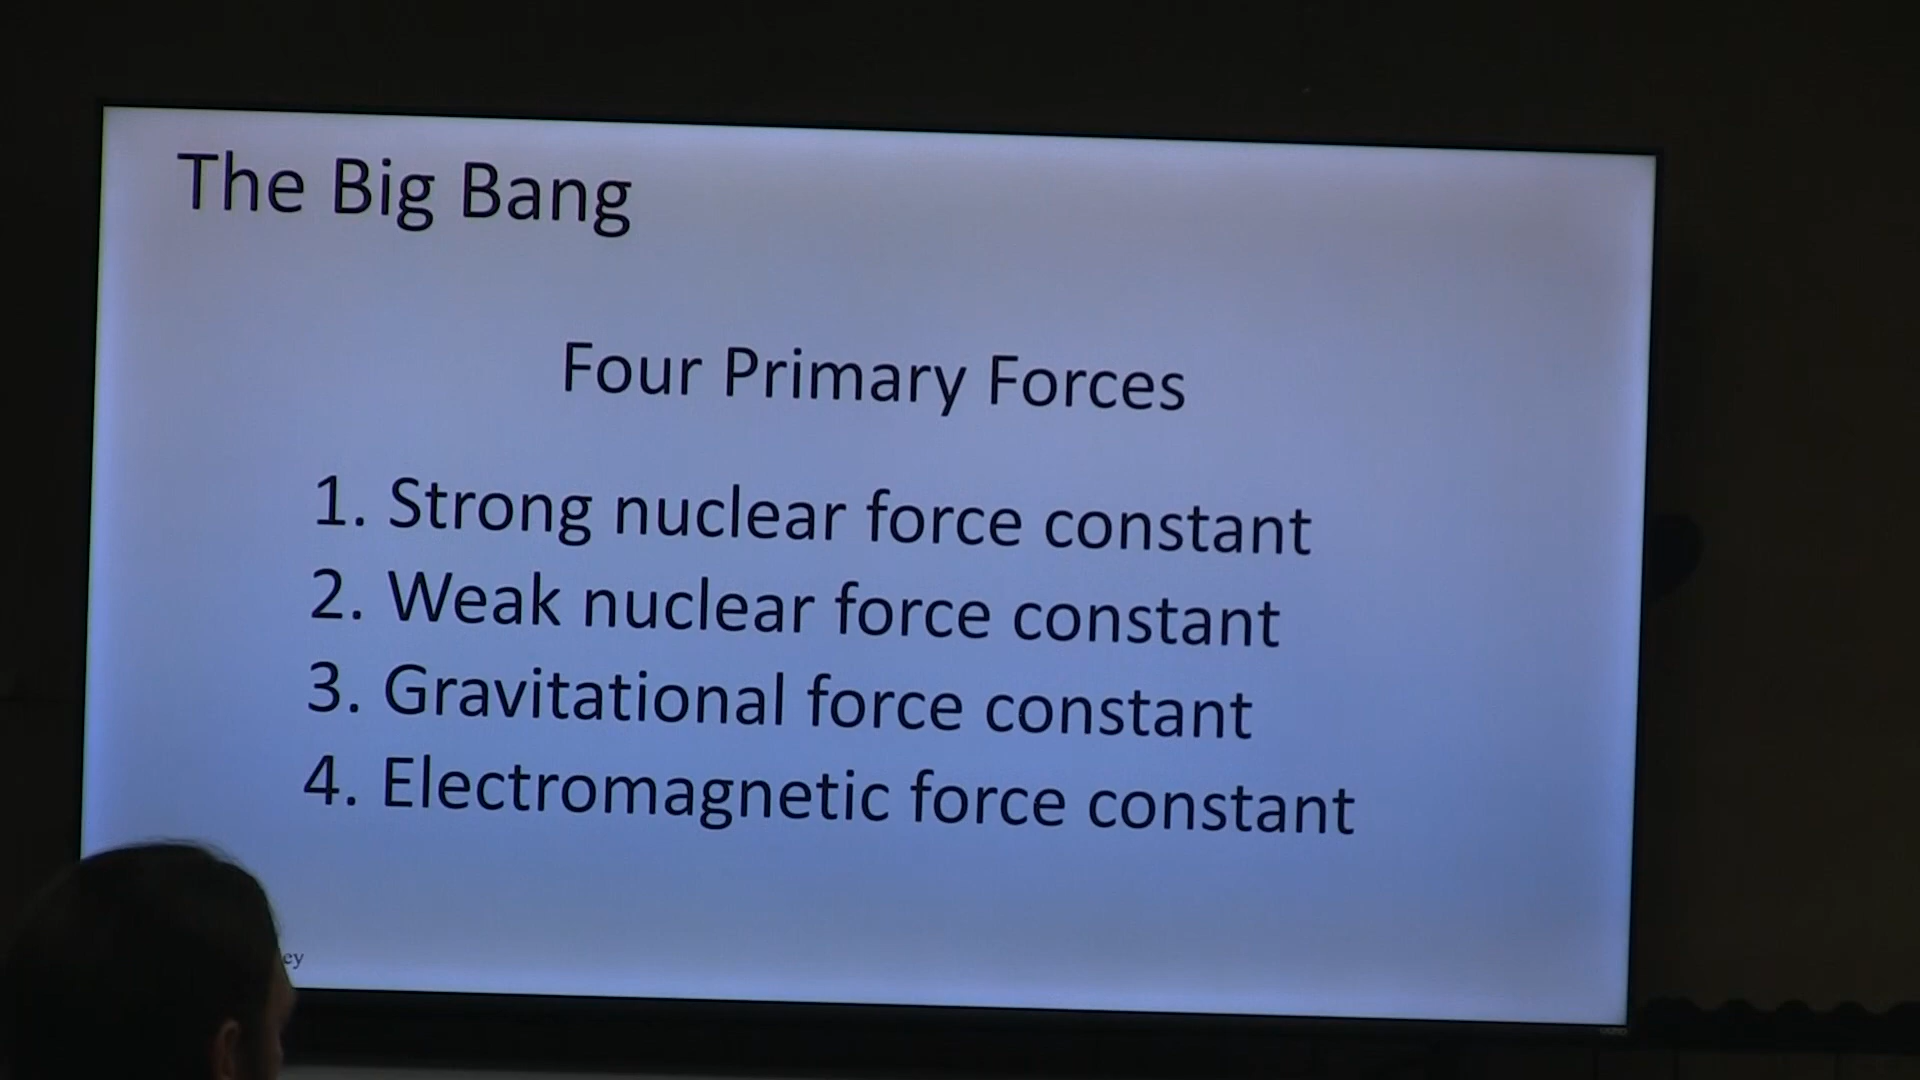 The Big Bang
Four Primary Forces
1. Strong nuclear force constant
2. Weak nuclear force constant
3. Gravitational force constant
4. Electromagnetic force constant